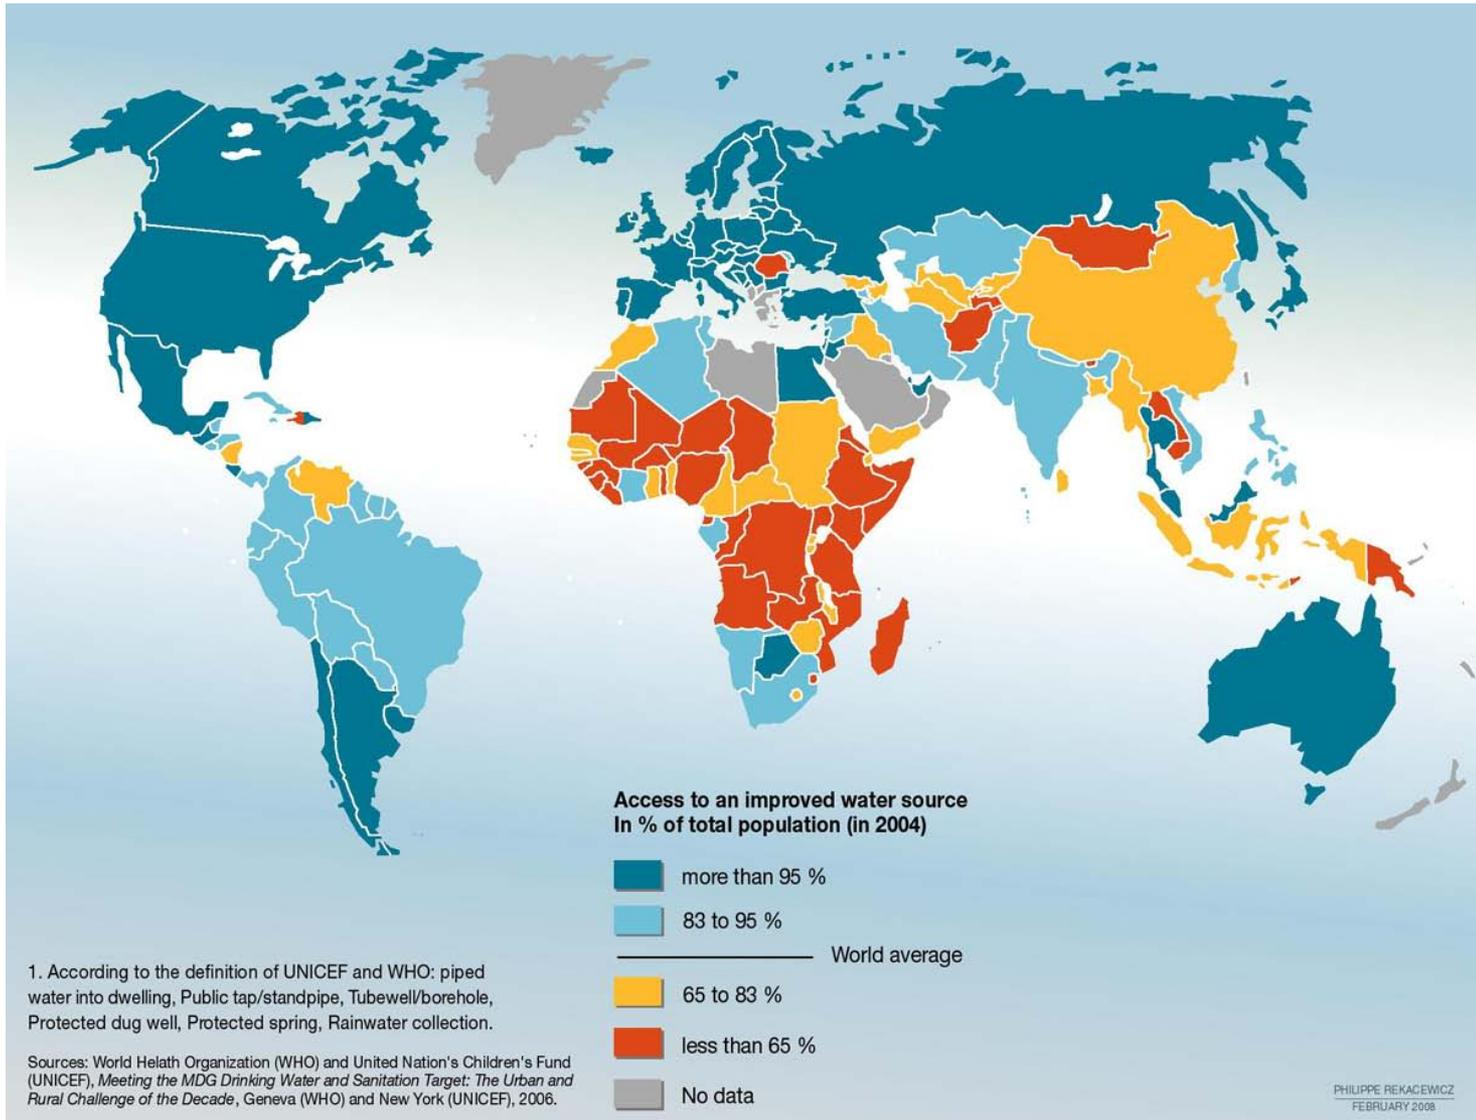 Access to an improved water source
In % of total population (in 2004)
more than 95 %
83 to 95 %
World average
65 to 83 %
less than 65 %
No data
1. According to the definition of UNICEF and WHO: piped
water into dwelling, Public tap/standpipe, Tubewell/borehole,
Protected dug well, Protected spring, Rainwater collection.
Sources: World Helath Organization (WHO) and United Nation's Children's Fund
(UNICEF), Meeting the MDG Drinking Water and Sanitation Target: The Urban and
Rural Challenge of the Decade, Geneva (WHO) and New York (UNICEF), 2006.
PHILIPPE REKACEWICZ
FEBRUARY 2008